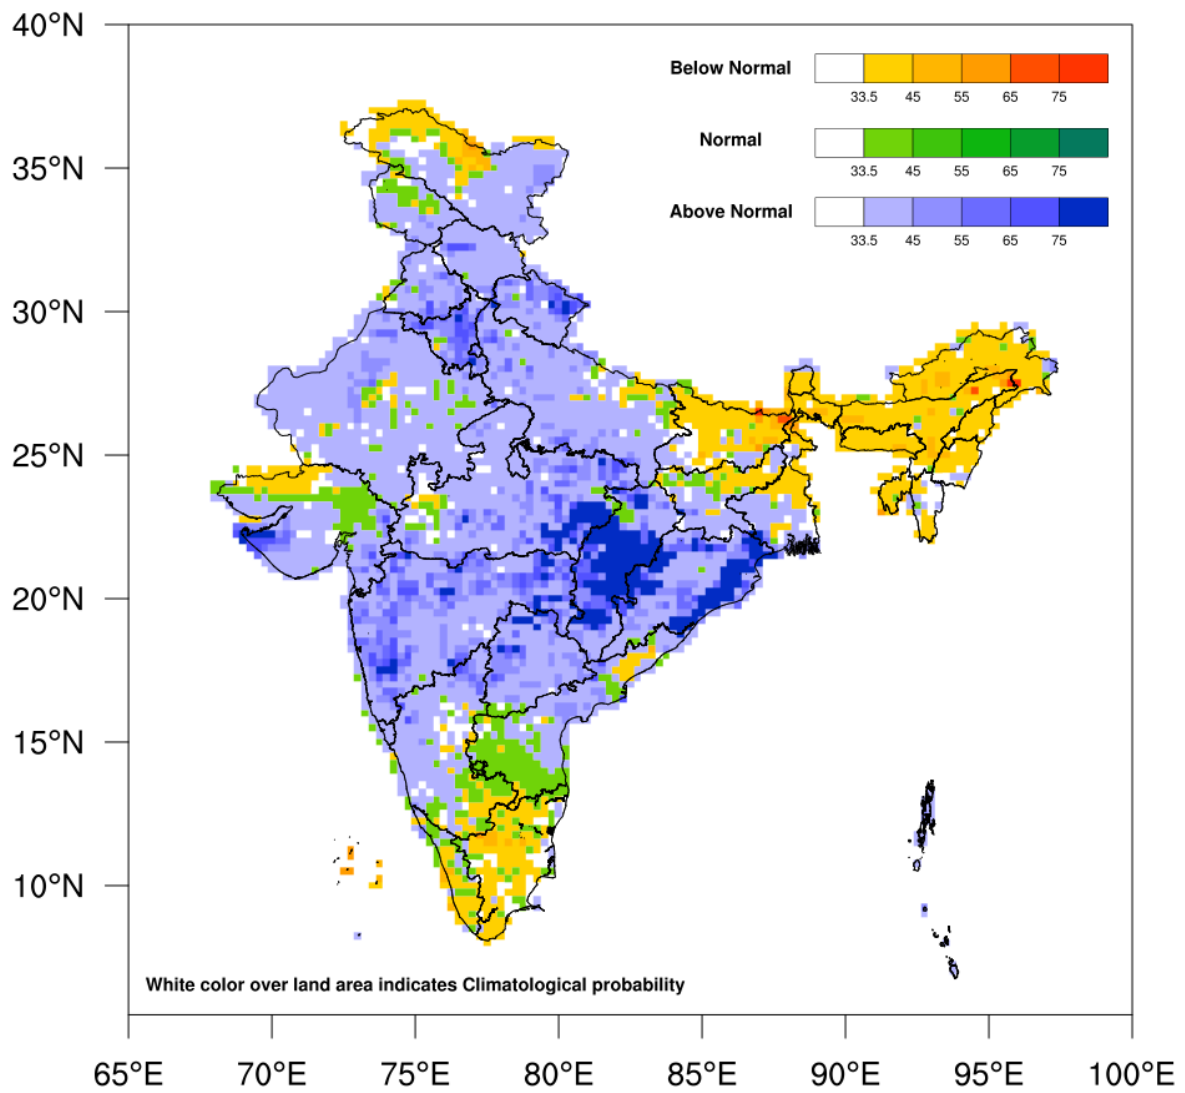 40°N
35°N
30°N
25°N
20°N
15°N
10°N
Below Normal
33.5 45 55 65 75
Normal
33.5 45 55 65 75
Above Normal
33.5 45 55 65 75
White color over land area indicates Climatological probability
65°E 70°E 75°E 80°E 85°E 90°E 95°E 100°E